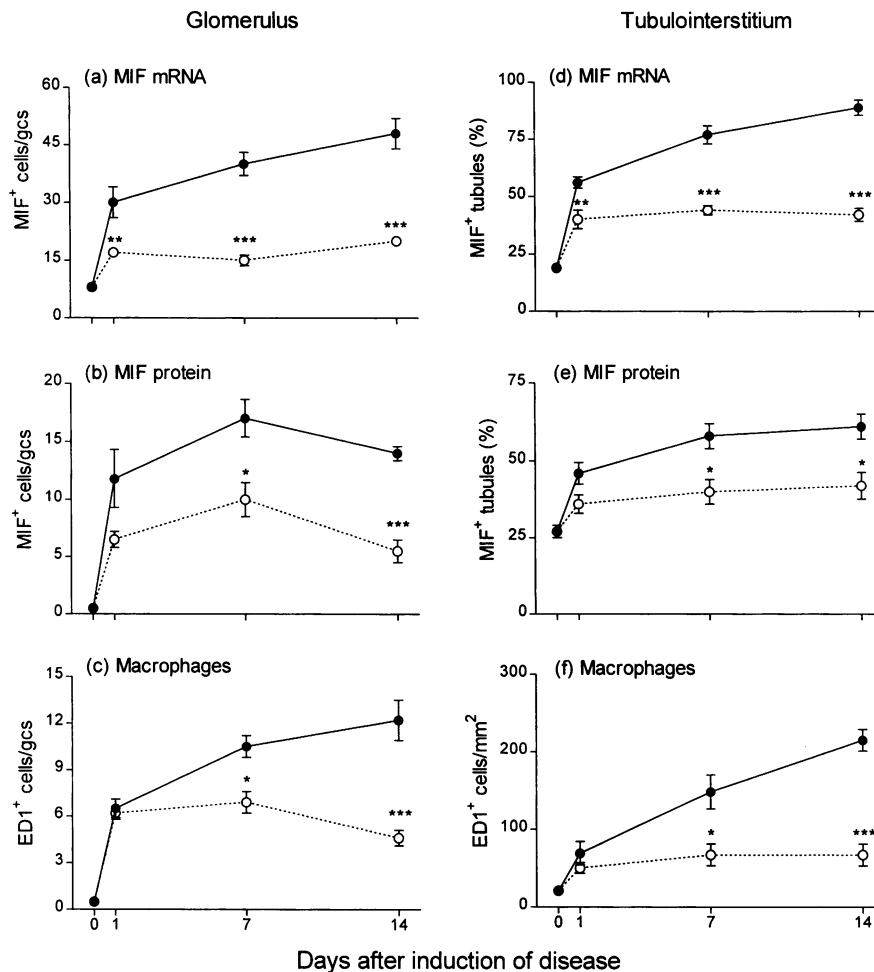 Glomerulus
Tubulointerstitium
(a) MIF mRNA
MIF⁺ cells/gcs
60
45
30
15
0
**
***
***
(d) MIF mRNA
MIF⁺ tubules (%)
100
75
50
25
0
**
***
***
(b) MIF protein
MIF⁺ cells/gcs
20
15
10
5
0
*
***
(e) MIF protein
MIF⁺ tubules (%)
75
50
25
0
*
*
(c) Macrophages
ED1⁺ cells/gcs
15
12
9
6
3
0
*
***
0 1 7 14
(f) Macrophages
ED1⁺ cells/mm²
300
200
100
0
*
***
0 1 7 14
Days after induction of disease